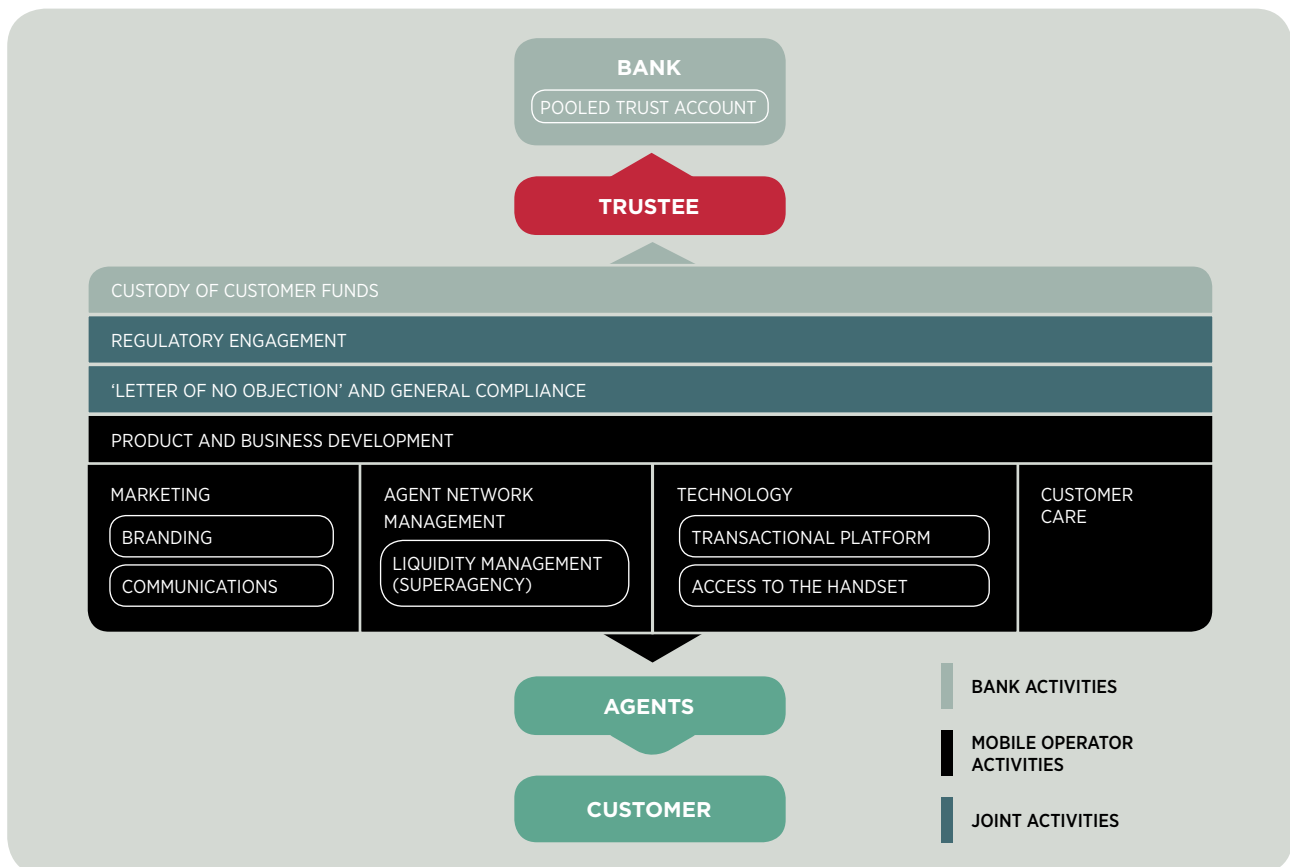 BANK
POOLED TRUST ACCOUNT
TRUSTEE
CUSTODY OF CUSTOMER FUNDS
REGULATORY ENGAGEMENT
‘LETTER OF NO OBJECTION’ AND GENERAL COMPLIANCE
PRODUCT AND BUSINESS DEVELOPMENT
MARKETING
BRANDING
COMMUNICATIONS
AGENT NETWORK
MANAGEMENT
LIQUIDITY MANAGEMENT
(SUPERAGENCY)
TECHNOLOGY
TRANSACTIONAL PLATFORM
ACCESS TO THE HANDSET
CUSTOMER
CARE
AGENTS
CUSTOMER
BANK ACTIVITIES
MOBILE OPERATOR
ACTIVITIES
JOINT ACTIVITIES